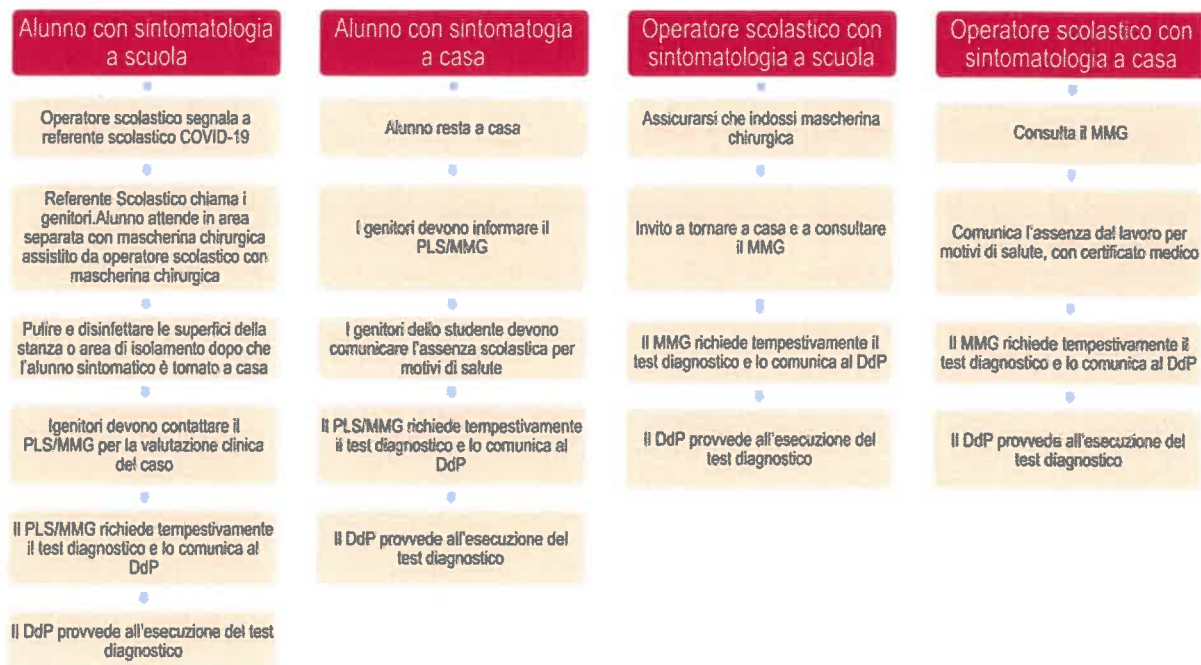 Alunno con sintomatologia
a scuola
Operatore scolastico segnala a
referente scolastico COVID-19
Referente Scolastico chiama i
genitori.Alunno attende in area
separata con mascherina chirurgica
assistito da operatore scolastico con
mascherina chirurgica
Pulire e disinfettare le superfici della
stanza o area di isolamento dopo che
l'alunno sintomatico è tornato a casa
Igenitori devono contattare il
PLS/MMG per la valutazione clinica
del caso
Il PLS/MMG richiede tempestivamente
il test diagnostico e lo comunica al
DdP
Il DdP provvede all'esecuzione del test
diagnostico
Alunno con sintomatogia
a casa
Alunno resta a casa
I genitori devono informare il
PLS/MMG
I genitori dello studente devono
comunicare l'assenza scolastica per
motivi di salute
Il PLS/MMG richiede tempestivamente
il test diagnostico e lo comunica al
DdP
Il DdP provvede all'esecuzione del
test diagnostico
Operatore scolastico con
sintomatologia a scuola
Assicurarsi che indossi mascherina
chirurgica
Invito a tornare a casa e a consultare
il MMG
Il MMG richiede tempestivamente il
test diagnostico e lo comunica al DdP
Il DdP provvede all'esecuzione del
test diagnostico
Operatore scolastico con
sintomatologia a casa
Consulta il MMG
Comunica l'assenza dal lavoro per
motivi di salute, con certificato medico
Il MMG richiede tempestivamente il
test diagnostico e lo comunica al DdP
Il DdP provvede all'esecuzione del
test diagnostico